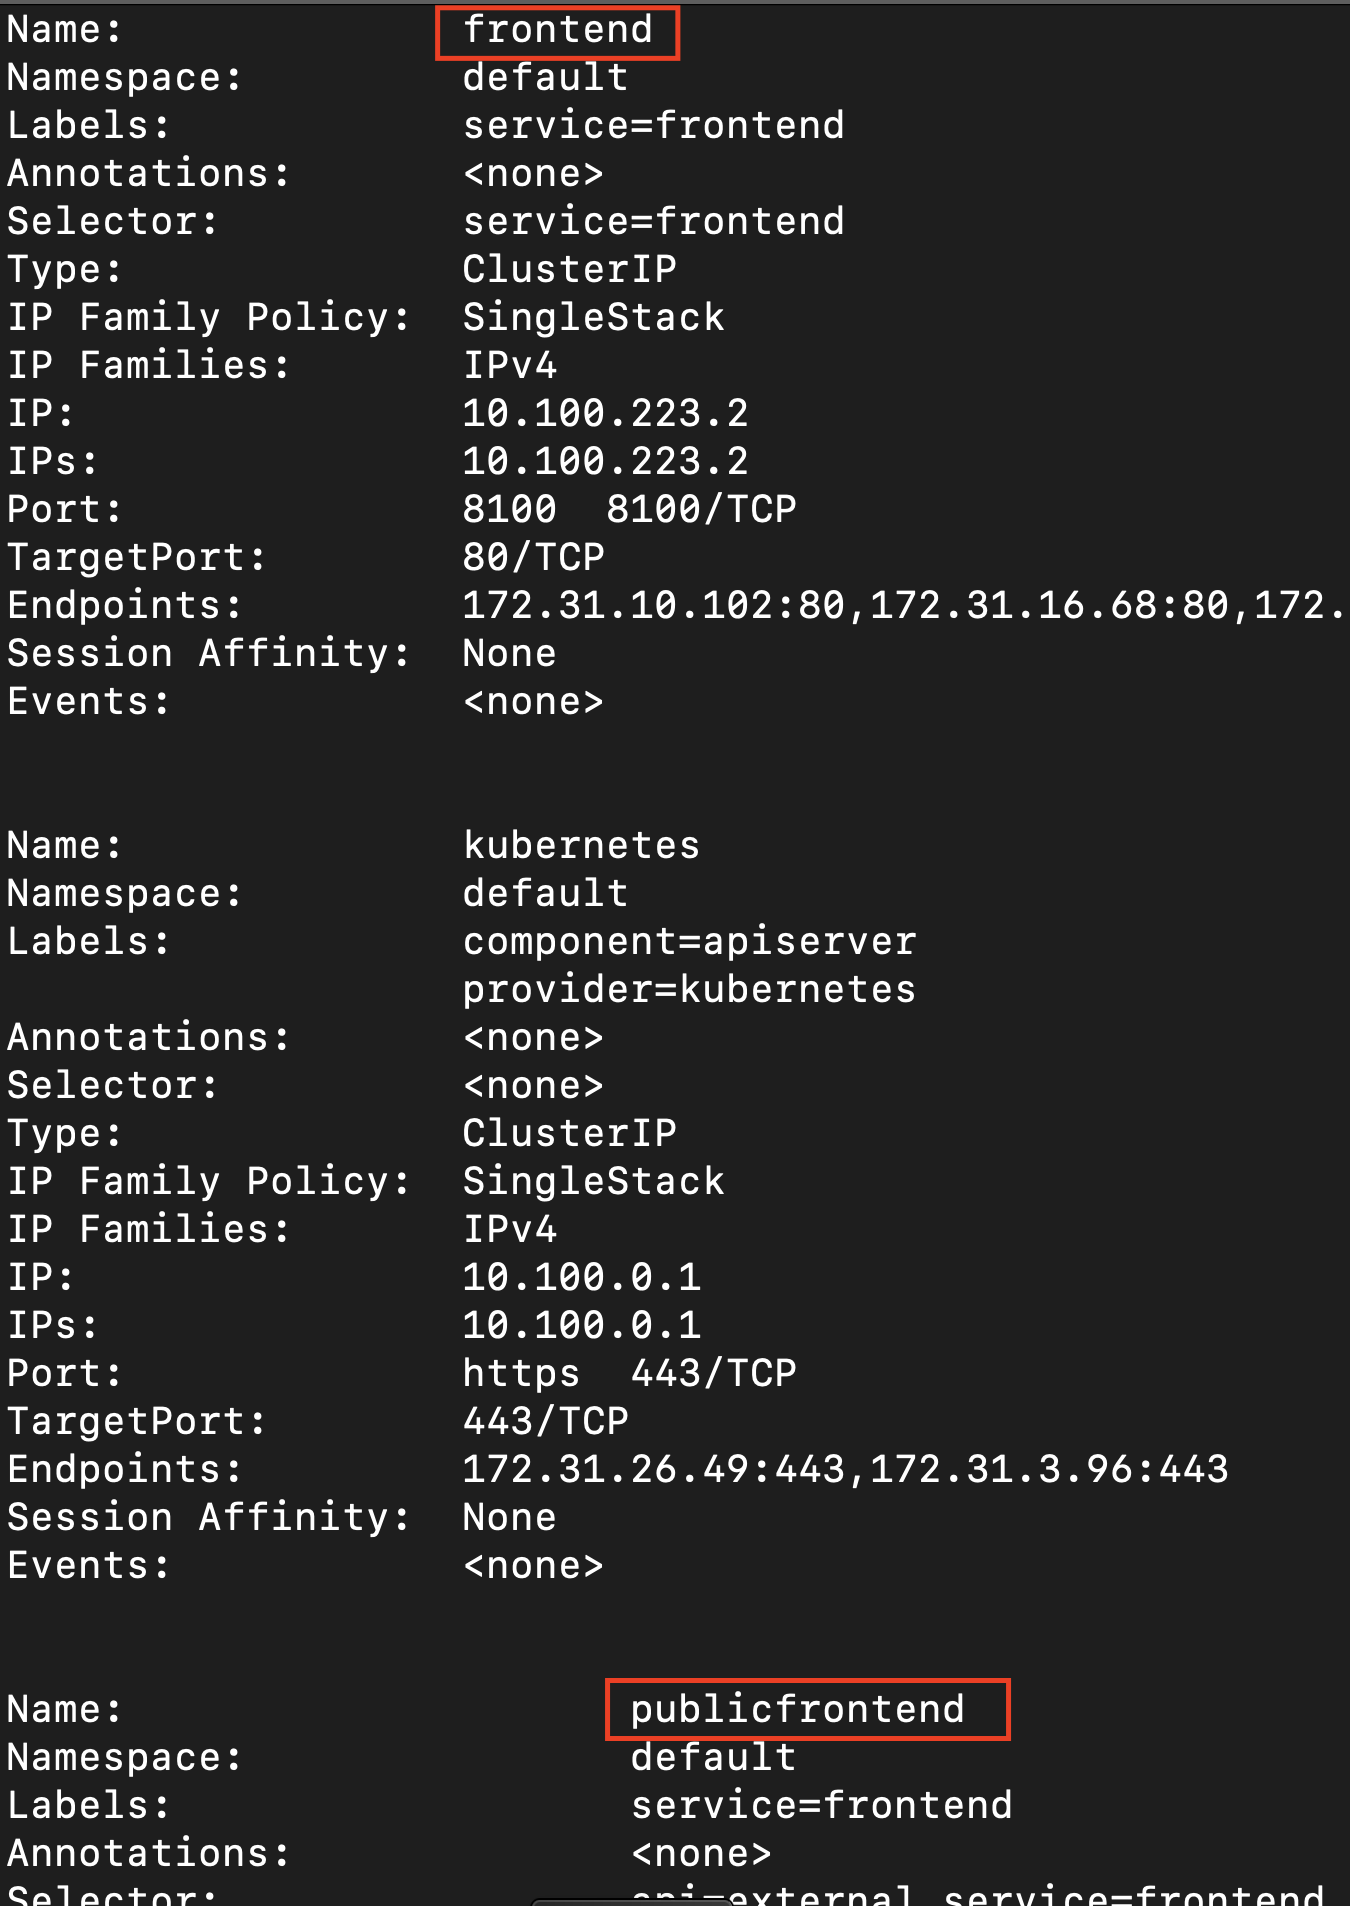 Name: frontend
Namespace: default
Labels: service=frontend
Annotations: <none>
Selector: service=frontend
Type: ClusterIP
IP Family Policy: SingleStack
IP Families: IPv4
IP: 10.100.223.2
IPs: 10.100.223.2
Port: 8100 8100/TCP
TargetPort: 80/TCP
Endpoints: 172.31.10.102:80,172.31.16.68:80,172.
Session Affinity: None
Events: <none>
Name: kubernetes
Namespace: default
Labels: component=apiserver
provider=kubernetes
Annotations: <none>
Selector: <none>
Type: ClusterIP
IP Family Policy: SingleStack
IP Families: IPv4
IP: 10.100.0.1
IPs: 10.100.0.1
Port: https 443/TCP
TargetPort: 443/TCP
Endpoints: 172.31.26.49:443,172.31.3.96:443
Session Affinity: None
Events: <none>
Name: publicfrontend
Namespace: default
Labels: service=frontend
Annotations: <none>
Selector: api=external,service=frontend